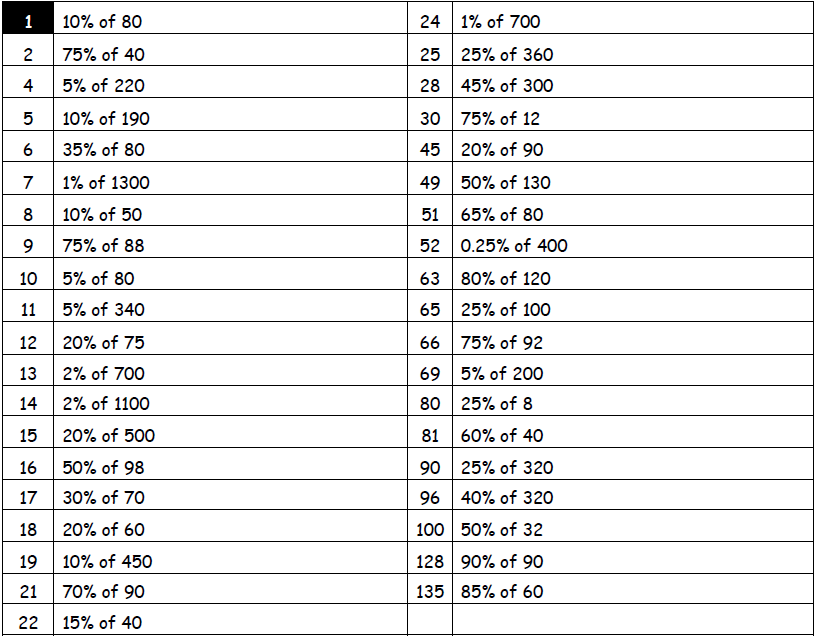 1 10% of 80 24 1% of 700
2 75% of 40 25 25% of 360
4 5% of 220 28 45% of 300
5 10% of 190 30 75% of 12
6 35% of 80 45 20% of 90
7 1% of 1300 49 50% of 130
8 10% of 50 51 65% of 80
9 75% of 88 52 0.25% of 400
10 5% of 80 63 80% of 120
11 5% of 340 65 25% of 100
12 20% of 75 66 75% of 92
13 2% of 700 69 5% of 200
14 2% of 1100 80 25% of 8
15 20% of 500 81 60% of 40
16 50% of 98 90 25% of 320
17 30% of 70 96 40% of 320
18 20% of 60 100 50% of 32
19 10% of 450 128 90% of 90
21 70% of 90 135 85% of 60
22 15% of 40